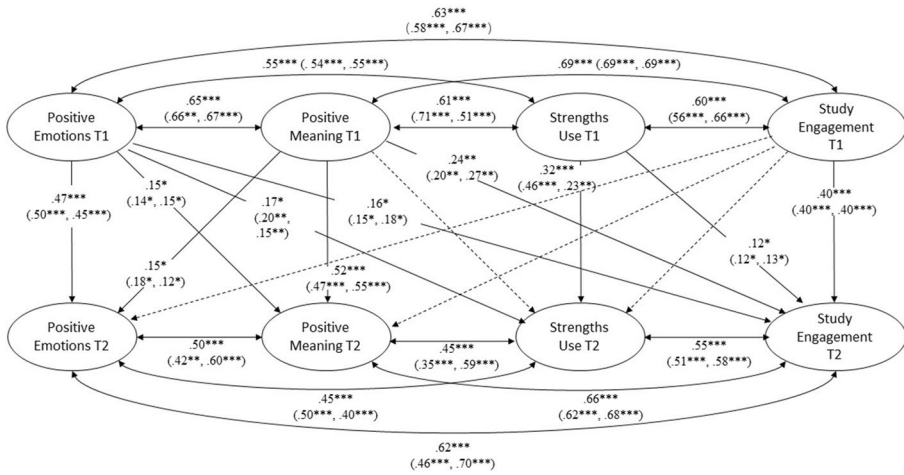 .63***
(.58***, .67***)
.55*** (. 54***, .55***)
.69*** (.69***, .69***)
.65***
(.66**, .67***)
.61***
(.71***, .51***)
.60***
(56***, .66***)
Positive
Emotions T1
Positive
Meaning T1
Strengths
Use T1
Study
Engagement
T1
.47***
(.50***, .45***)
.15*
(.14*, .15*)
.17*
(.20**,
.15**)
.16*
(.15*, .18*)
.24**
(.20**, .27**)
.32***
(.46***, .23**)
.40***
(.40***, .40***)
.12*
(.12*, .13*)
.15*
(.18*, .12*)
.52***
(.47***, .55***)
Positive
Emotions T2
Positive
Meaning T2
Strengths
Use T2
Study
Engagement
T2
.50***
(.42**, .60***)
.45***
(.35***, .59***)
.55***
(.51***, .58***)
.45***
(.50***, .40***)
.66***
(.62***, .68***)
.62***
(.46***, .70***)